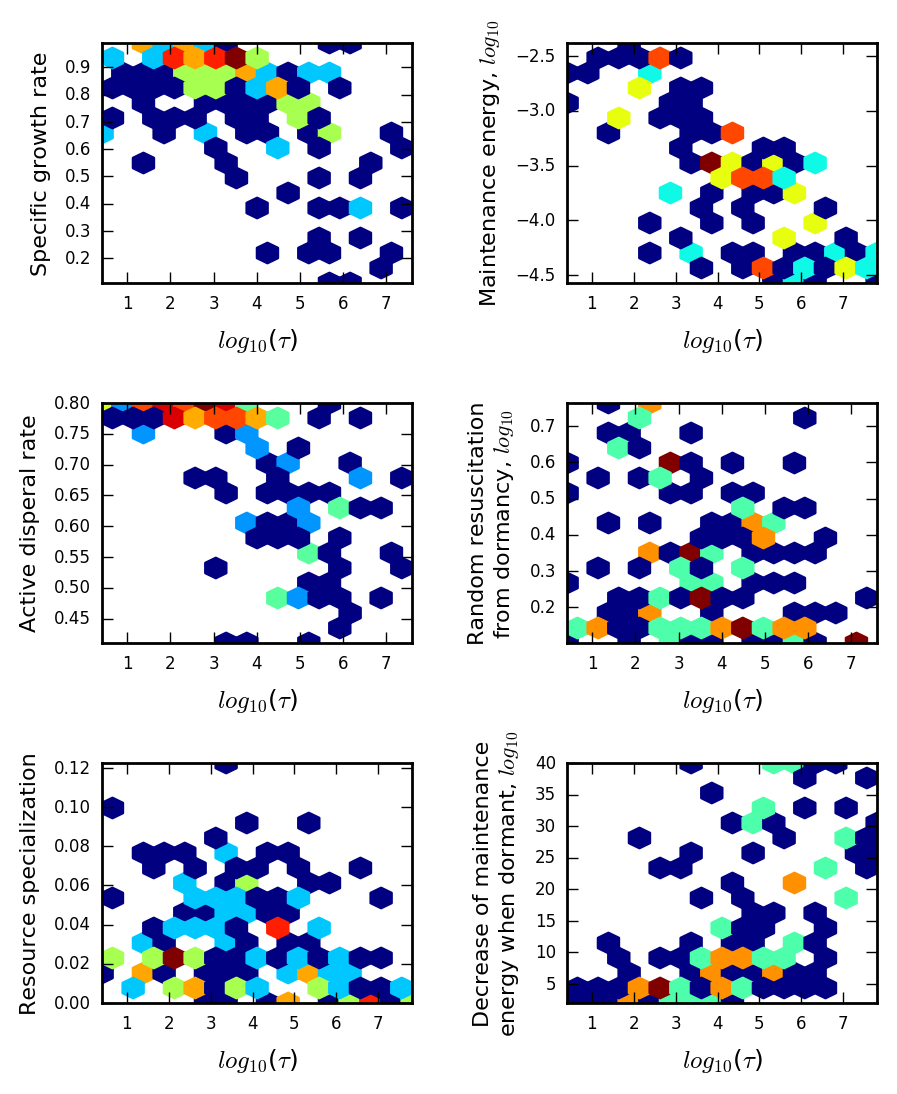 Specific growth rate
0.9
0.8
0.7
0.6
0.5
0.4
0.3
0.2
1 2 3 4 5 6 7
log10(τ)
Maintenance energy, log10
−2.5
−3.0
−3.5
−4.0
−4.5
1 2 3 4 5 6 7
log10(τ)
Active disperal rate
0.80
0.75
0.70
0.65
0.60
0.55
0.50
0.45
1 2 3 4 5 6 7
log10(τ)
Random resuscitation
from dormancy, log10
0.7
0.6
0.5
0.4
0.3
0.2
1 2 3 4 5 6 7
log10(τ)
Resource specialization
0.12
0.10
0.08
0.06
0.04
0.02
0.00
1 2 3 4 5 6 7
log10(τ)
Decrease of maintenance
energy when dormant, log10
40
35
30
25
20
15
10
5
1 2 3 4 5 6 7
log10(τ)